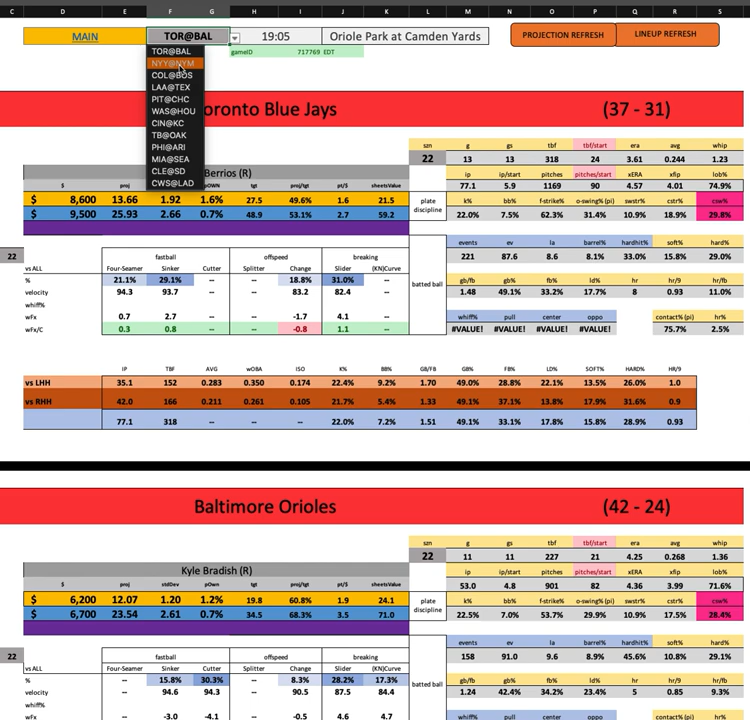 C D E F G H I J K L M N O P Q R S
MAIN TOR@BAL 19:05 Oriole Park at Camden Yards PROJECTION REFRESH LINEUP REFRESH
TOR@BAL gameID 717769 EDT
NYY@NYM
COL@BOS
LAA@TEX
PIT@CHC
WAS@HOU
CIN@KC
TB@OAK
PHI@ARI
MIA@SEA
CLE@SD
CWS@LAD
oronto Blue Jays (37 - 31)
szn g gs tbf tbf/start era avg whip
22 13 13 318 24 3.61 0.244 1.23
Berrios (R) ip ip/start pitches pitches/start xERA xfip lob%
$ proj pOWN tgt proj/tgt pt/$ sheetsValue 77.1 5.9 1169 90 4.57 4.01 74.9%
$ 8,600 13.66 1.92 1.6% 27.5 49.6% 1.6 21.5 plate discipline k% bb% f-strike% o-swing% (pi) swstr% cstr% csw%
$ 9,500 25.93 2.66 0.7% 48.9 53.1% 2.7 59.2 22.0% 7.5% 62.3% 31.4% 10.9% 18.9% 29.8%
events ev la barrel% hardhit% soft% hard%
22 fastball offspeed breaking 221 87.6 8.6 8.1% 33.0% 15.8% 29.0%
vs ALL Four-Seamer Sinker Cutter Splitter Change Slider (KN)Curve
% 21.1% 29.1% -- -- 18.8% 31.0% -- batted ball gb/fb gb% fb% ld% hr hr/9 hr/fb
velocity 94.3 93.7 -- -- 83.2 82.4 -- 1.48 49.1% 33.2% 17.7% 8 0.93 11.0%
whiff%
wFx 0.7 2.7 -- -- -1.7 4.1 -- whiff% pull center oppo contact% (pi) hr%
wFx/C 0.3 0.8 -- -- -0.8 1.1 -- #VALUE! #VALUE! #VALUE! #VALUE! 75.7% 2.5%
IP TBF AVG wOBA ISO K% BB% GB/FB GB% FB% LD% SOFT% HARD% HR/9
vs LHH 35.1 152 0.283 0.350 0.174 22.4% 9.2% 1.70 49.0% 28.8% 22.1% 13.5% 26.0% 1.0
vs RHH 42.0 166 0.211 0.261 0.105 21.7% 5.4% 1.33 49.1% 37.1% 13.8% 17.9% 31.6% 0.9
77.1 318 -- -- -- 22.0% 7.2% 1.51 49.1% 33.1% 17.8% 15.8% 28.9% 0.93
Baltimore Orioles (42 - 24)
szn g gs tbf tbf/start era avg whip
22 11 11 227 21 4.25 0.268 1.36
Kyle Bradish (R) ip ip/start pitches pitches/start xERA xfip lob%
$ proj stdDev pOwn tgt proj/tgt pt/$ sheetsValue 53.0 4.8 901 82 4.36 3.99 71.6%
$ 6,200 12.07 1.20 1.2% 19.8 60.8% 1.9 24.1 plate discipline k% bb% f-strike% o-swing% (pi) swstr% cstr% csw%
$ 6,700 23.54 2.61 0.7% 34.5 68.3% 3.5 71.0 22.5% 7.0% 53.7% 29.9% 10.9% 17.5% 28.4%
events ev la barrel% hardhit% soft% hard%
22 fastball offspeed breaking 158 91.0 9.6 8.9% 45.6% 10.8% 29.1%
vs ALL Four-Seamer Sinker Cutter Splitter Change Slider (KN)Curve
% -- 15.8% 30.3% -- 8.3% 28.2% 17.3% batted ball gb/fb gb% fb% ld% hr hr/9 hr/fb
velocity -- 94.6 94.3 -- 90.5 87.5 84.4 1.24 42.4% 34.2% 23.4% 5 0.85 9.3%
whiff%
wFx -- -3.0 -4.1 -- -0.5 4.6 4.7 whiff% pull center oppo contact% (pi) hr%